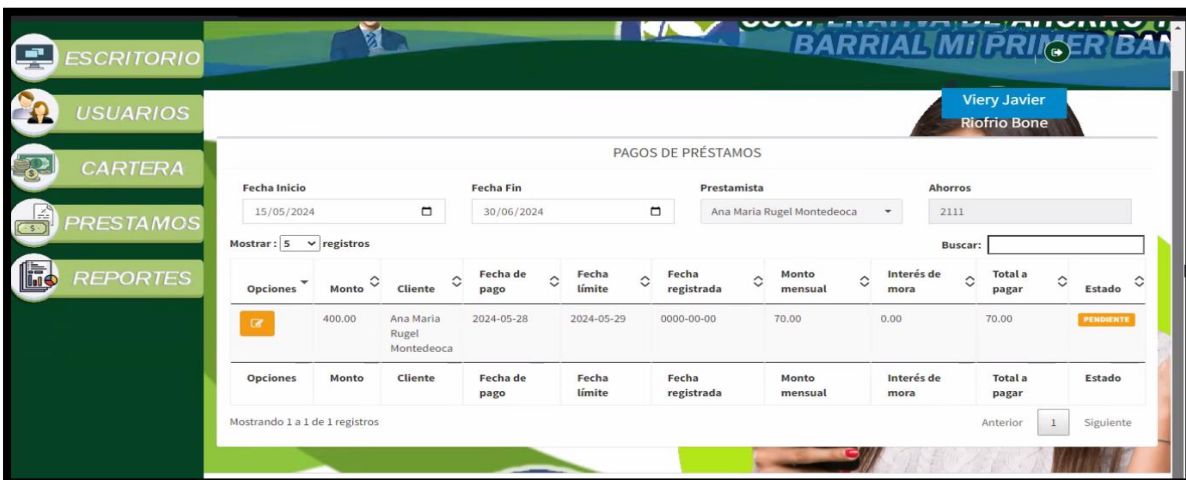 COOPERATIVA DE AHORRO
BARRIAL MI PRIMER BAN
ESCRITORIO
USUARIOS
CARTERA
PRESTAMOS
REPORTES
Viery Javier
Riofrio Bone
PAGOS DE PRÉSTAMOS
Fecha Inicio Fecha Fin Prestamista Ahorros
15/05/2024 30/06/2024 Ana Maria Rugel Montedeoca 2111
Mostrar : 5 registros Buscar:
Opciones Monto Cliente Fecha de pago Fecha límite Fecha registrada Monto mensual Interés de mora Total a pagar Estado
400.00 Ana Maria Rugel Montedeoca 2024-05-28 2024-05-29 0000-00-00 70.00 0.00 70.00 PENDIENTE
Opciones Monto Cliente Fecha de pago Fecha límite Fecha registrada Monto mensual Interés de mora Total a pagar Estado
Mostrando 1 a 1 de 1 registros Anterior 1 Siguiente